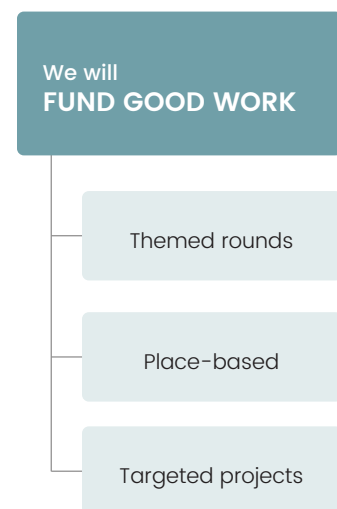 We will
FUND GOOD WORK
Themed rounds
Place-based
Targeted projects